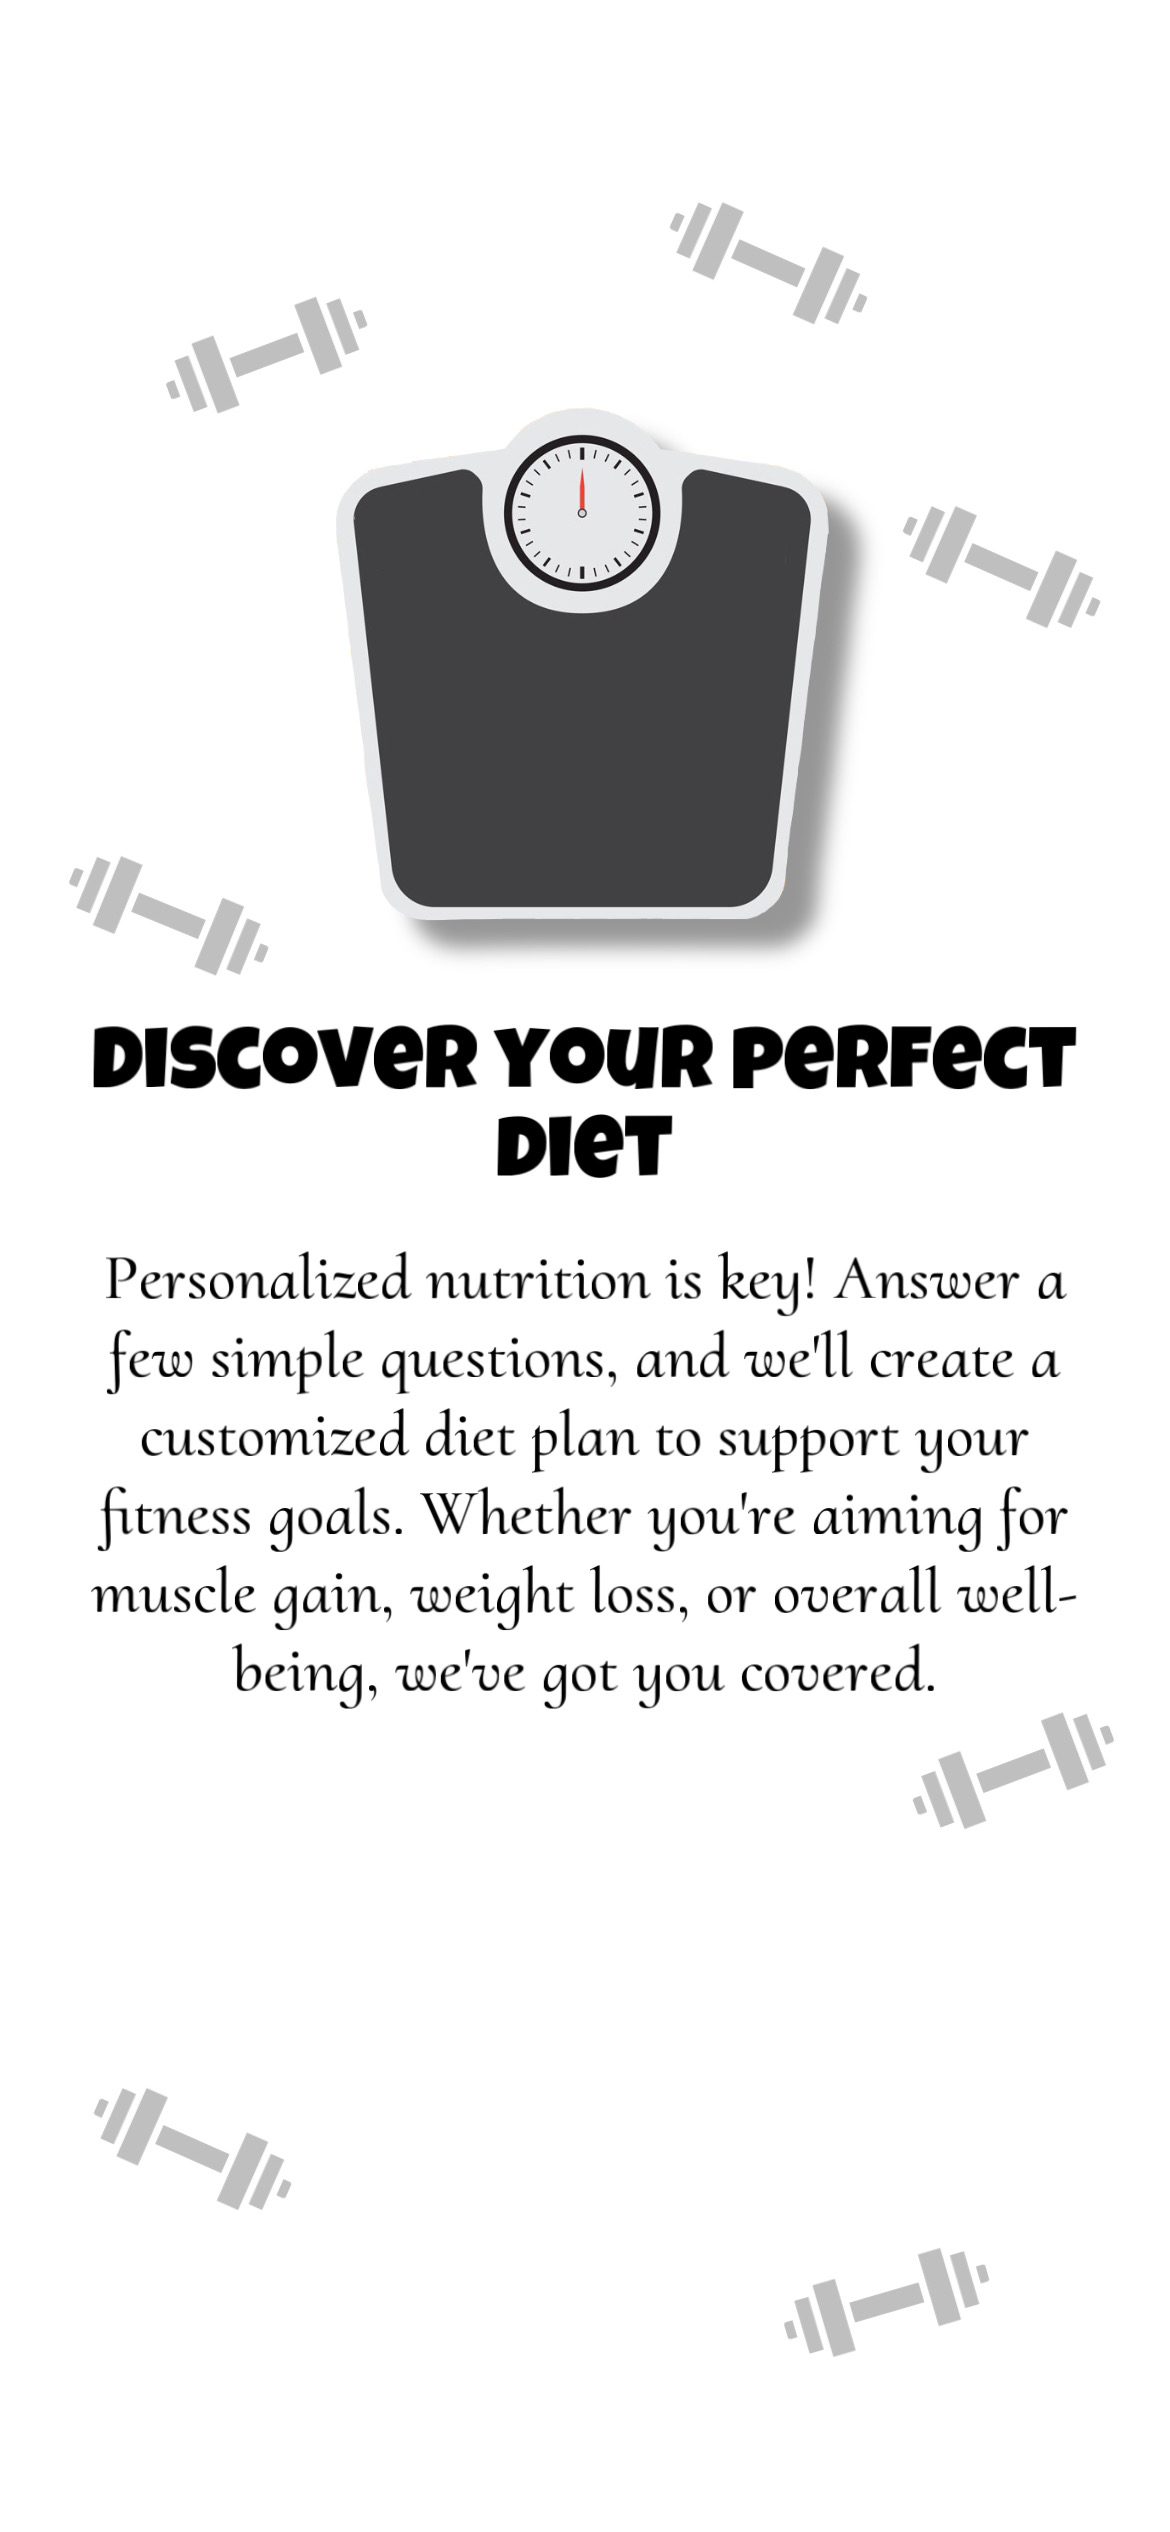 DISCOVER YOUR PERFECT
DIET
Personalized nutrition is key! Answer a
few simple questions, and we'll create a
customized diet plan to support your
fitness goals. Whether you're aiming for
muscle gain, weight loss, or overall well-
being, we've got you covered.